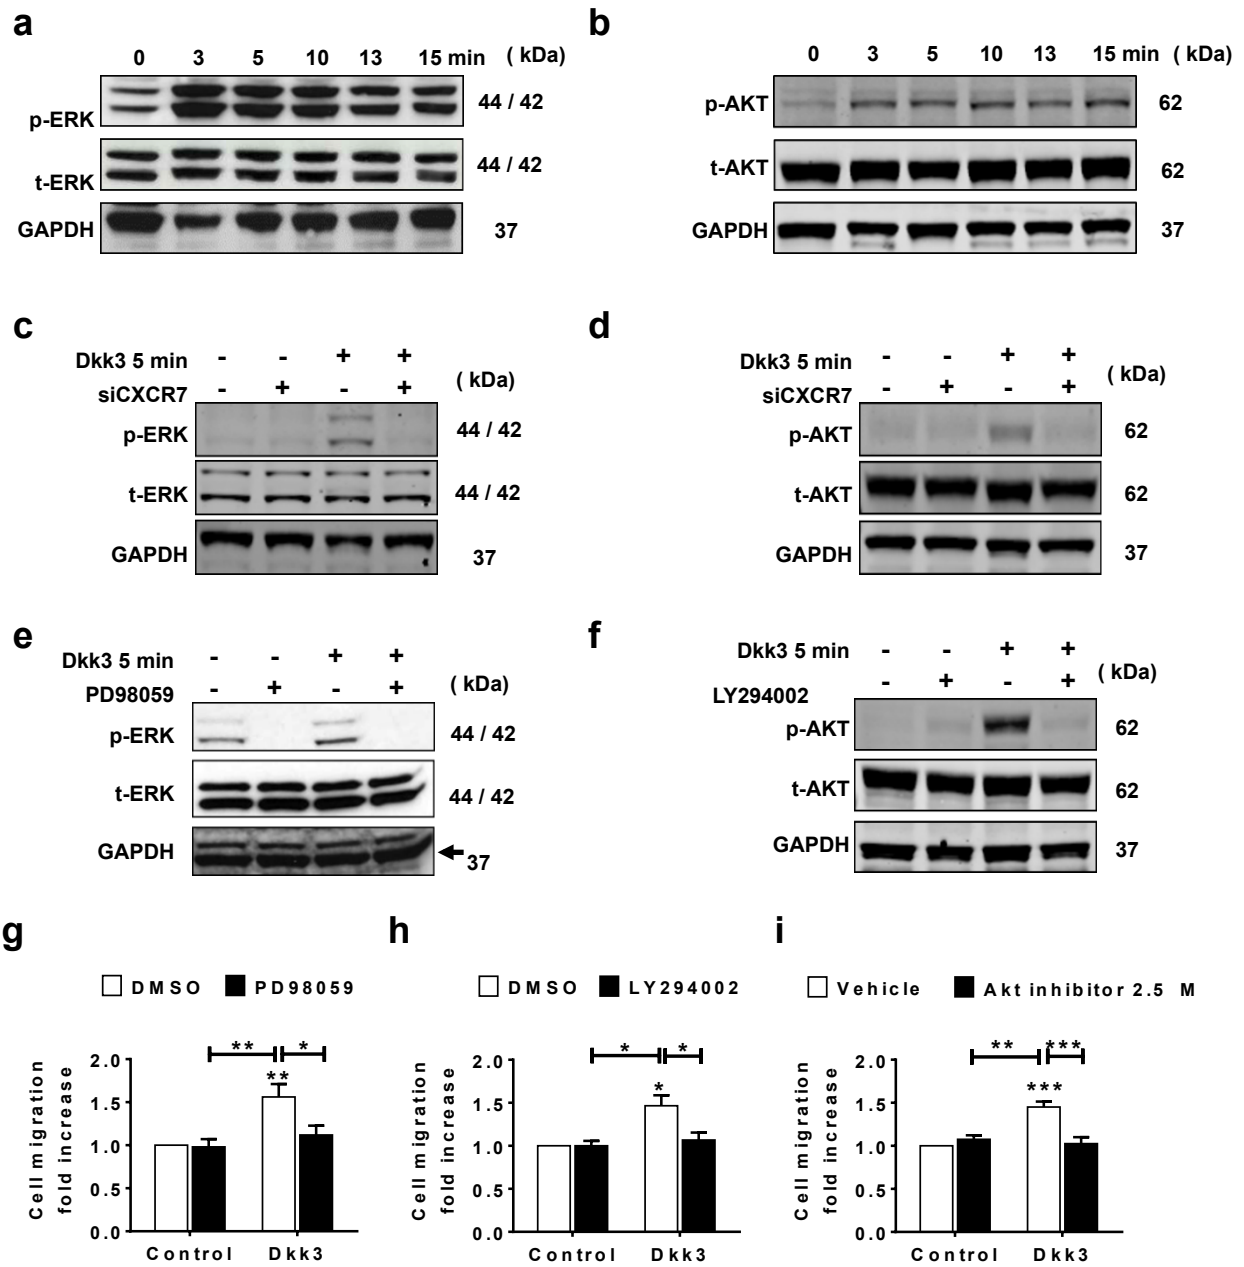 a
0 3 5 10 13 15 min ( kDa)
p-ERK 44 / 42
t-ERK 44 / 42
GAPDH 37
b
0 3 5 10 13 15 min ( kDa)
p-AKT 62
t-AKT 62
GAPDH 37
c
Dkk3 5 min - - + +
siCXCR7 - + - + ( kDa)
p-ERK 44 / 42
t-ERK 44 / 42
GAPDH 37
d
Dkk3 5 min - - + +
siCXCR7 - + - + ( kDa)
p-AKT 62
t-AKT 62
GAPDH 37
e
Dkk3 5 min - - + +
PD98059 - + - + ( kDa)
p-ERK 44 / 42
t-ERK 44 / 42
GAPDH 37
f
Dkk3 5 min - - + +
LY294002 - + - + ( kDa)
p-AKT 62
t-AKT 62
GAPDH 37
g
DMSO PD98059
** *
**
Cell migration
fold increase
2.0
1.5
1.0
0.5
0.0
Control Dkk3
h
DMSO LY294002
* *
*
Cell migration
fold increase
2.0
1.5
1.0
0.5
0.0
Control Dkk3
i
Vehicle Akt inhibitor 2.5 M
** ***
***
Cell migration
fold increase
2.0
1.5
1.0
0.5
0.0
Control Dkk3